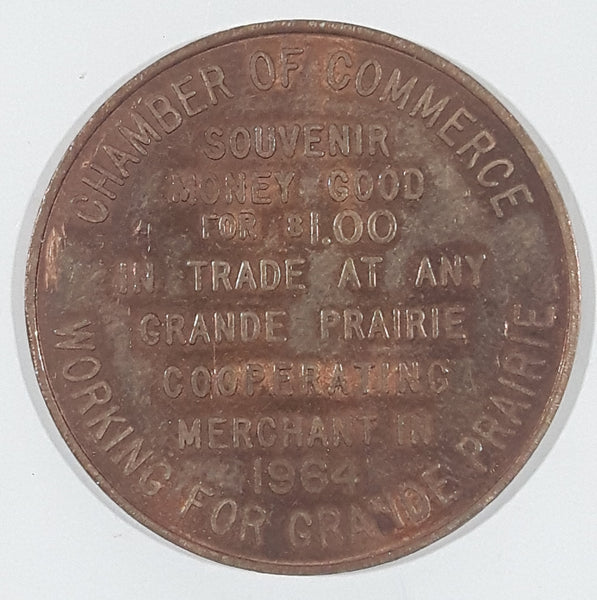 CHAMBER OF COMMERCE
SOUVENIR
MONEY GOOD
FOR $1.00
IN TRADE AT ANY
GRANDE PRAIRIE
COOPERATING
MERCHANT IN
1964
WORKING FOR GRANDE PRAIRIE